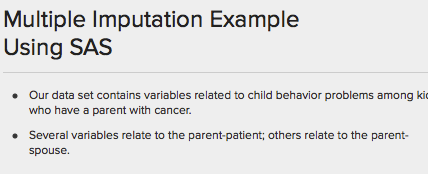 Multiple Imputation Example
Using SAS
Our data set contains variables related to child behavior problems among
who have a parent with cancer.
Several variables relate to the parent-patient; others relate to the parent-
spouse.